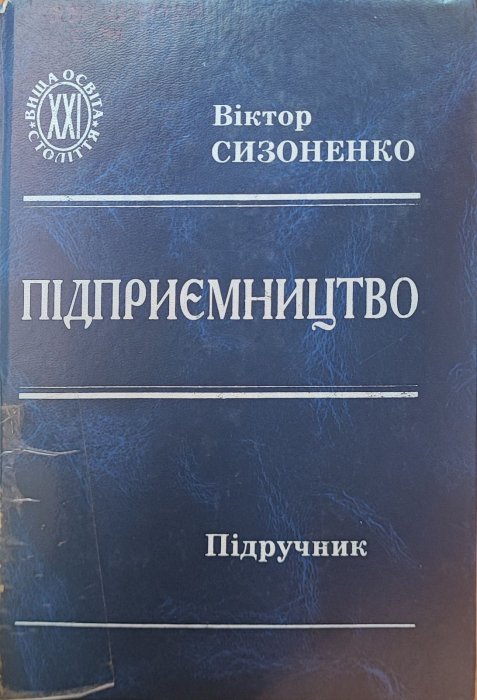 ВИЩА ОСВІТА
XXI
СТОЛІТТЯ
Віктор
СИЗОНЕНКО
ПІДПРИЄМНИЦТВО
Підручник